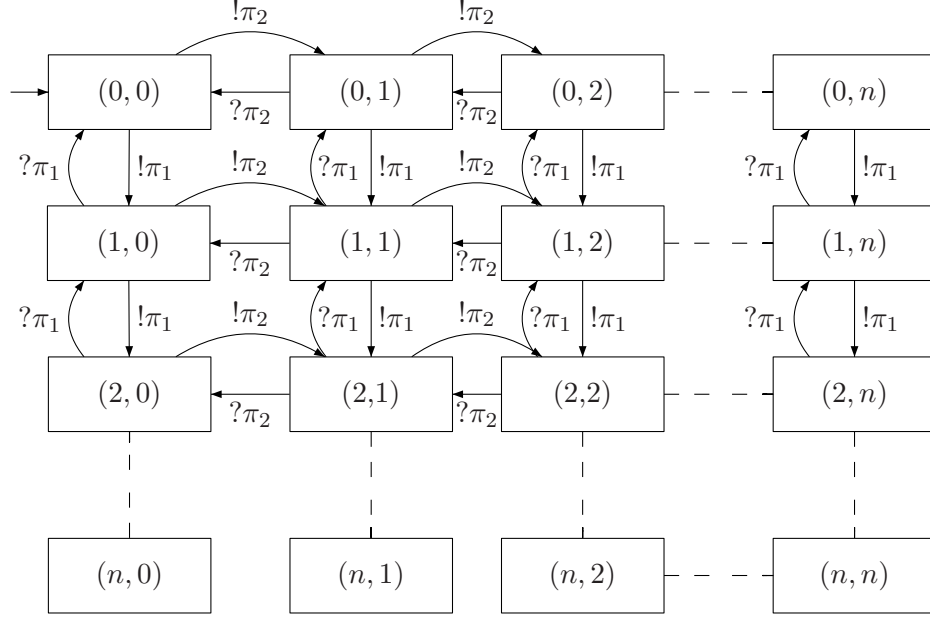 !π₂ !π₂
(0, 0) (0, 1) (0, 2) (0, n)
?π₂ ?π₂
?π₁ !π₁ !π₂ ?π₁ !π₁ !π₂ ?π₁ !π₁ ?π₁ !π₁
(1, 0) (1, 1) (1, 2) (1, n)
?π₂ ?π₂
?π₁ !π₁ !π₂ ?π₁ !π₁ !π₂ ?π₁ !π₁ ?π₁ !π₁
(2, 0) (2,1) (2,2) (2, n)
?π₂ ?π₂
(n, 0) (n, 1) (n, 2) (n, n)